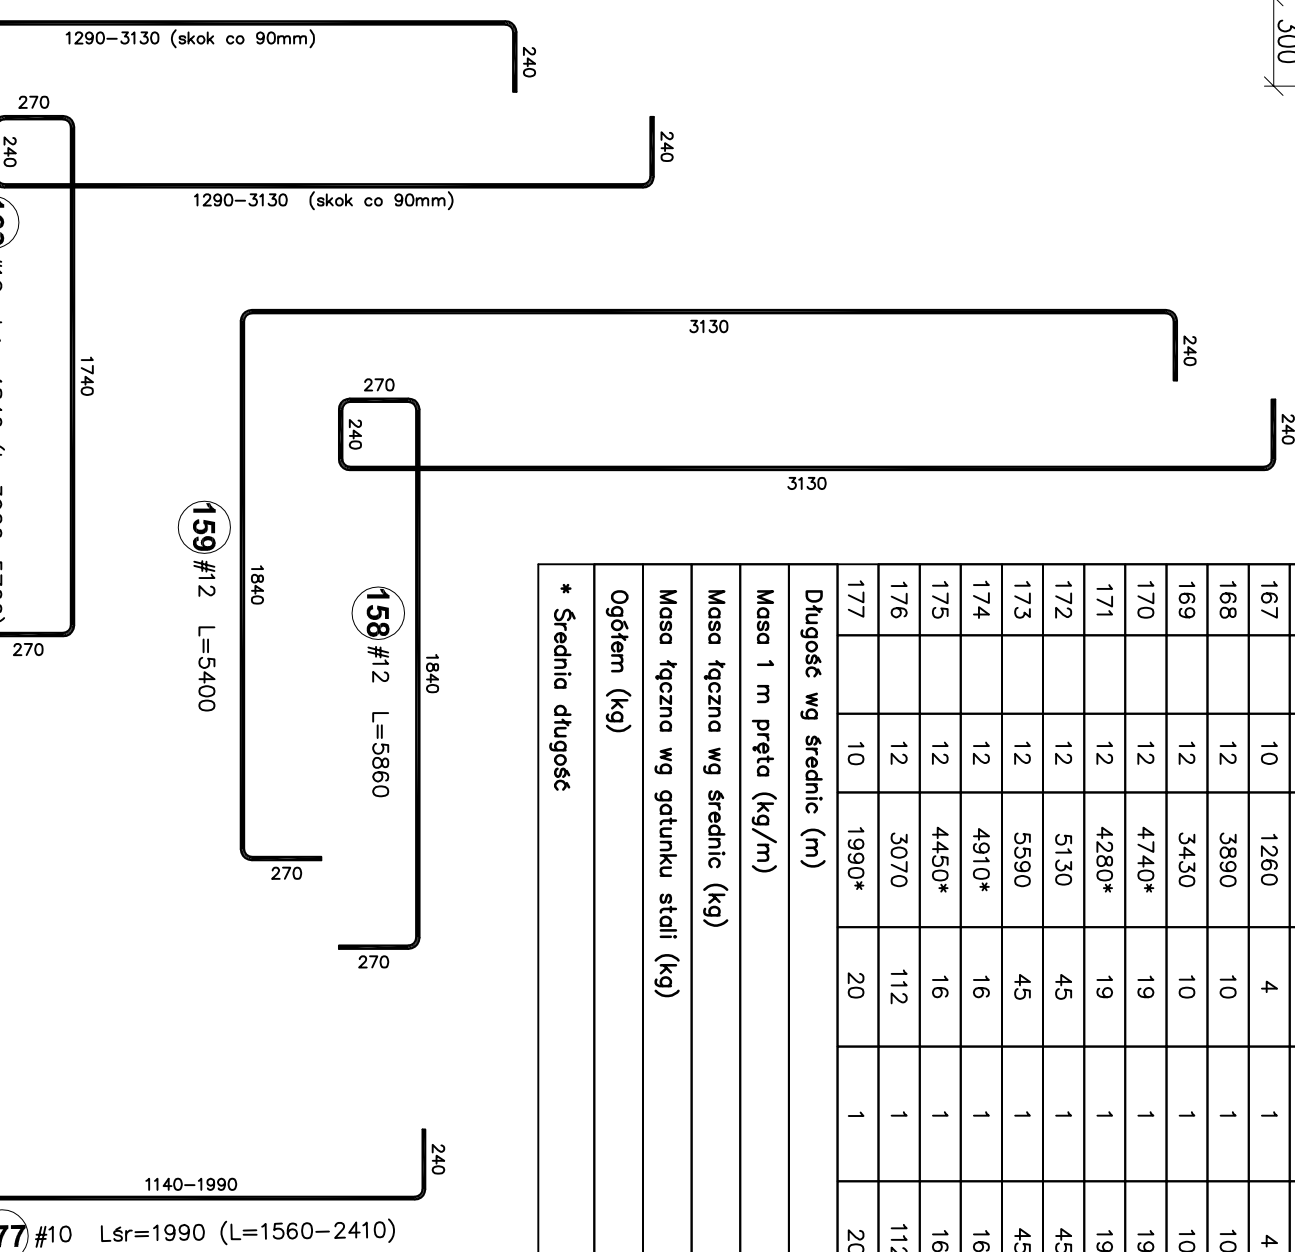 1290-3130 (skok co 90mm)
240
270
240
240
1290-3130 (skok co 90mm)
1740
270
3130
240
270
240
240
3130
159 #12 L=5400
1840
270
158 #12 L=5860
1840
270
300
167 10 1260 4 1 4
168 12 3890 10 1 10
169 12 3430 10 1 10
170 12 4740* 19 1 19
171 12 4280* 19 1 19
172 12 5130 45 1 45
173 12 5590 45 1 45
174 12 4910* 16 1 16
175 12 4450* 16 1 16
176 12 3070 112 1 112
177 10 1990* 20 1 20
Długość wg średnic (m)
Masa 1 m pręta (kg/m)
Masa łączna wg średnic (kg)
Masa łączna wg gatunku stali (kg)
Ogółem (kg)
* Średnia długość
240
1140-1990
77 #10 Lśr=1990 (L=1560-2410)